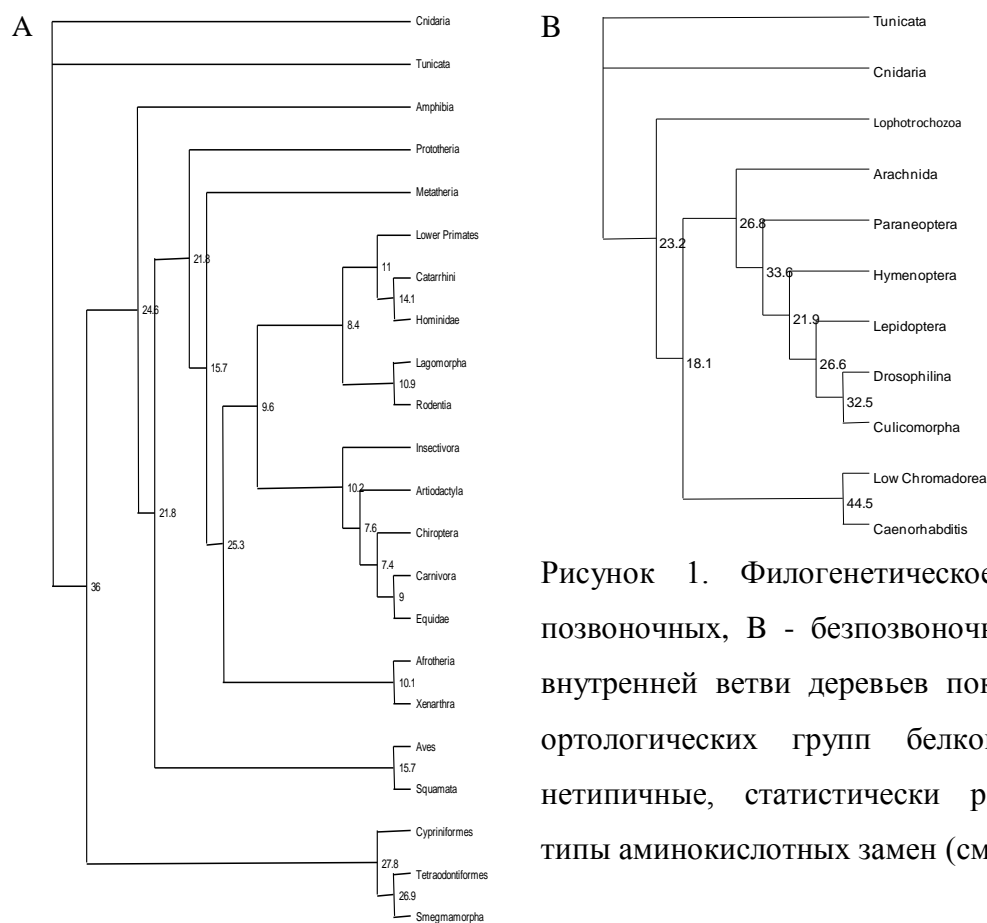 A
Cnidaria
Tunicata
Amphibia
Prototheria
Metatheria
Lower Primates
Catarrhini
Hominidae
Lagomorpha
Rodentia
Insectivora
Artiodactyla
Chiroptera
Carnivora
Equidae
Afrotheria
Xenarthra
Aves
Squamata
Cypriniformes
Tetraodontiformes
Smegmamorpha
36
24.6
21.8
21.8
15.7
25.3
9.6
8.4
11
14.1
10.9
10.2
7.6
7.4
9
10.1
15.7
27.8
26.9
B
Tunicata
Cnidaria
Lophotrochozoa
Arachnida
Paraneoptera
Hymenoptera
Lepidoptera
Drosophilina
Culicomorpha
Low Chromadorea
Caenorhabditis
23.2
18.1
26.8
33.6
21.9
26.6
32.5
44.5
Рисунок 1. Филогенетическое
позвоночных, B - безпозвоноч
внутренней ветви деревьев
ортологических групп
нетипичные, статистически
типы аминокислотных замен (см